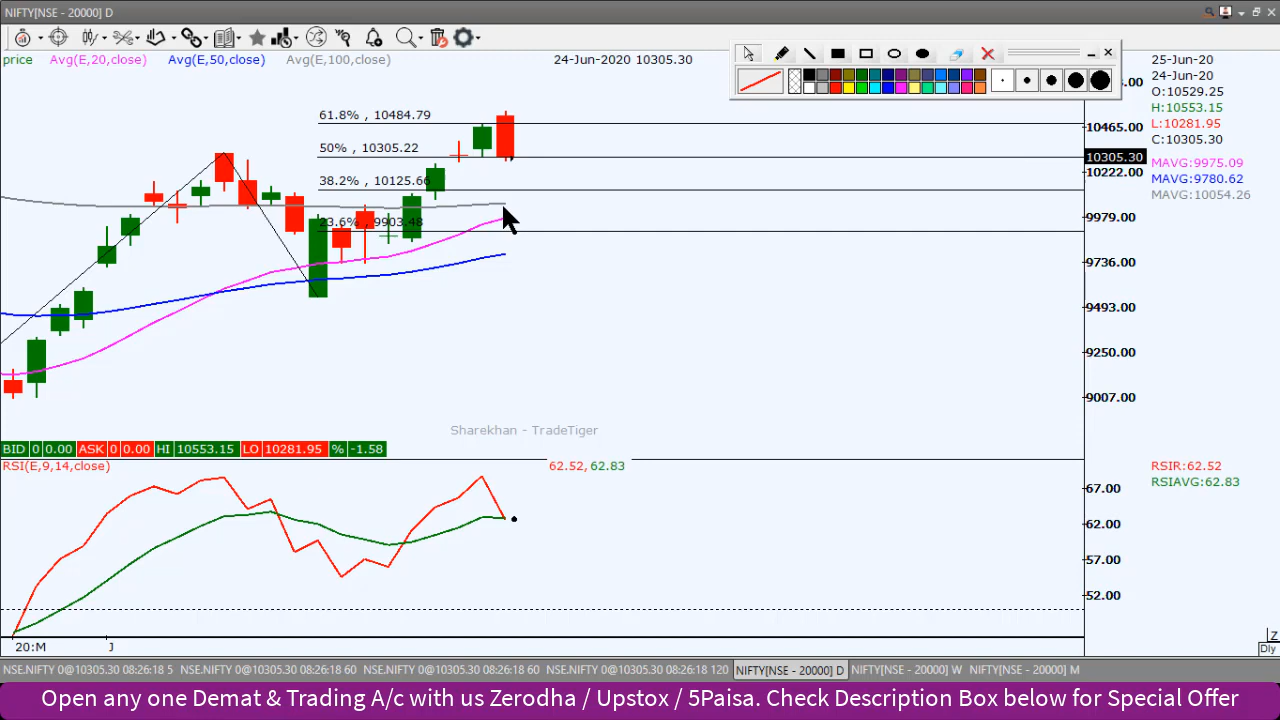 NIFTY[NSE - 20000] D
price Avg(E,20,close) Avg(E,50,close) Avg(E,100,close) 24-Jun-2020 10305.30
25-Jun-20
24-Jun-20
O:10529.25
H:10553.15
L:10281.95
C:10305.30
MAVG:9975.09
MAVG:9780.62
MAVG:10054.26
61.8% , 10484.79
50% , 10305.22
38.2% , 10125.66
23.6% , 9903.48
10465.00
10305.30
10222.00
9979.00
9736.00
9493.00
9250.00
9007.00
Sharekhan - TradeTiger
BID 0 0.00 ASK 0 0.00 HI 10553.15 LO 10281.95 % -1.58
RSI(E,9,14,close) 62.52, 62.83
RSIR:62.52
RSIAVG:62.83
67.00
62.00
57.00
52.00
20:M J
Z
Dly
NSE.NIFTY 0@10305.30 08:26:18 5 NSE.NIFTY 0@10305.30 08:26:18 60 NSE.NIFTY 0@10305.30 08:26:18 60 NSE.NIFTY 0@10305.30 08:26:18 120 NIFTY[NSE - 20000] D NIFTY[NSE - 20000] W NIFTY[NSE - 20000] M
Open any one Demat & Trading A/c with us Zerodha / Upstox / 5Paisa. Check Description Box below for Special Offer